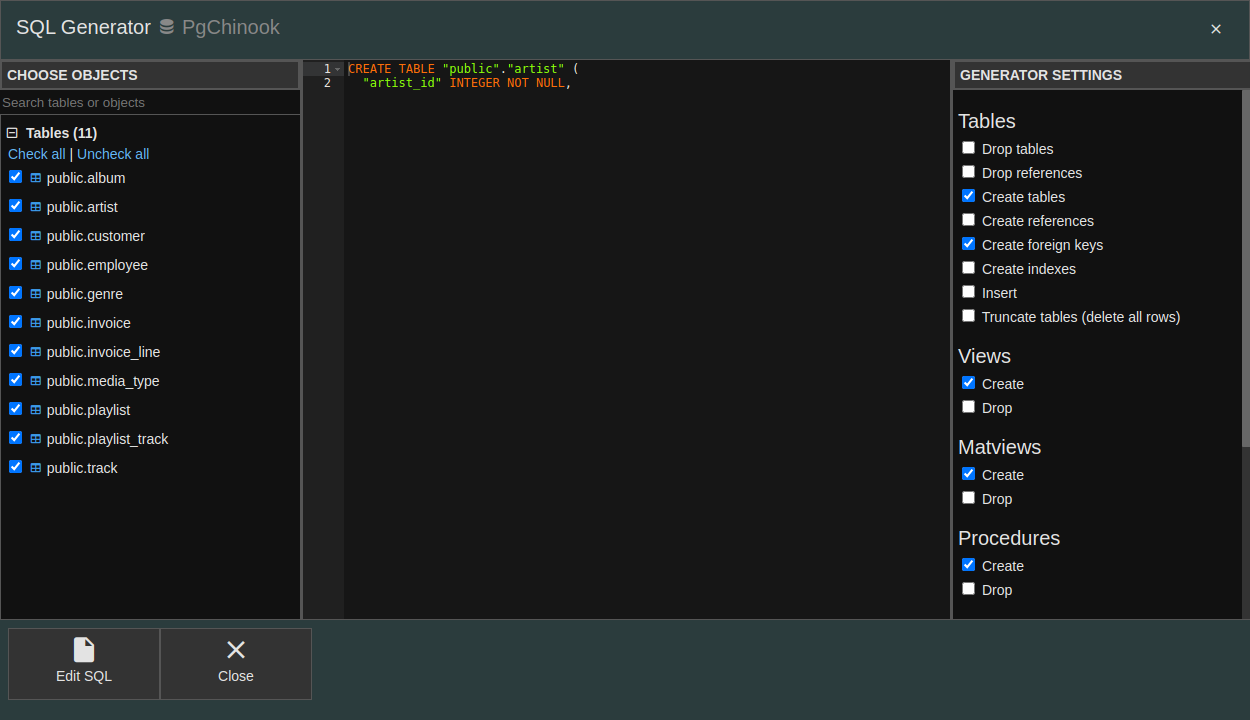 SQL Generator PgChinook
×
CHOOSE OBJECTS
Search tables or objects
Tables (11)
Check all | Uncheck all
public.album
public.artist
public.customer
public.employee
public.genre
public.invoice
public.invoice_line
public.media_type
public.playlist
public.playlist_track
public.track
1 CREATE TABLE "public"."artist" (
2 "artist_id" INTEGER NOT NULL,
GENERATOR SETTINGS
Tables
Drop tables
Drop references
Create tables
Create references
Create foreign keys
Create indexes
Insert
Truncate tables (delete all rows)
Views
Create
Drop
Matviews
Create
Drop
Procedures
Create
Drop
Edit SQL
Close